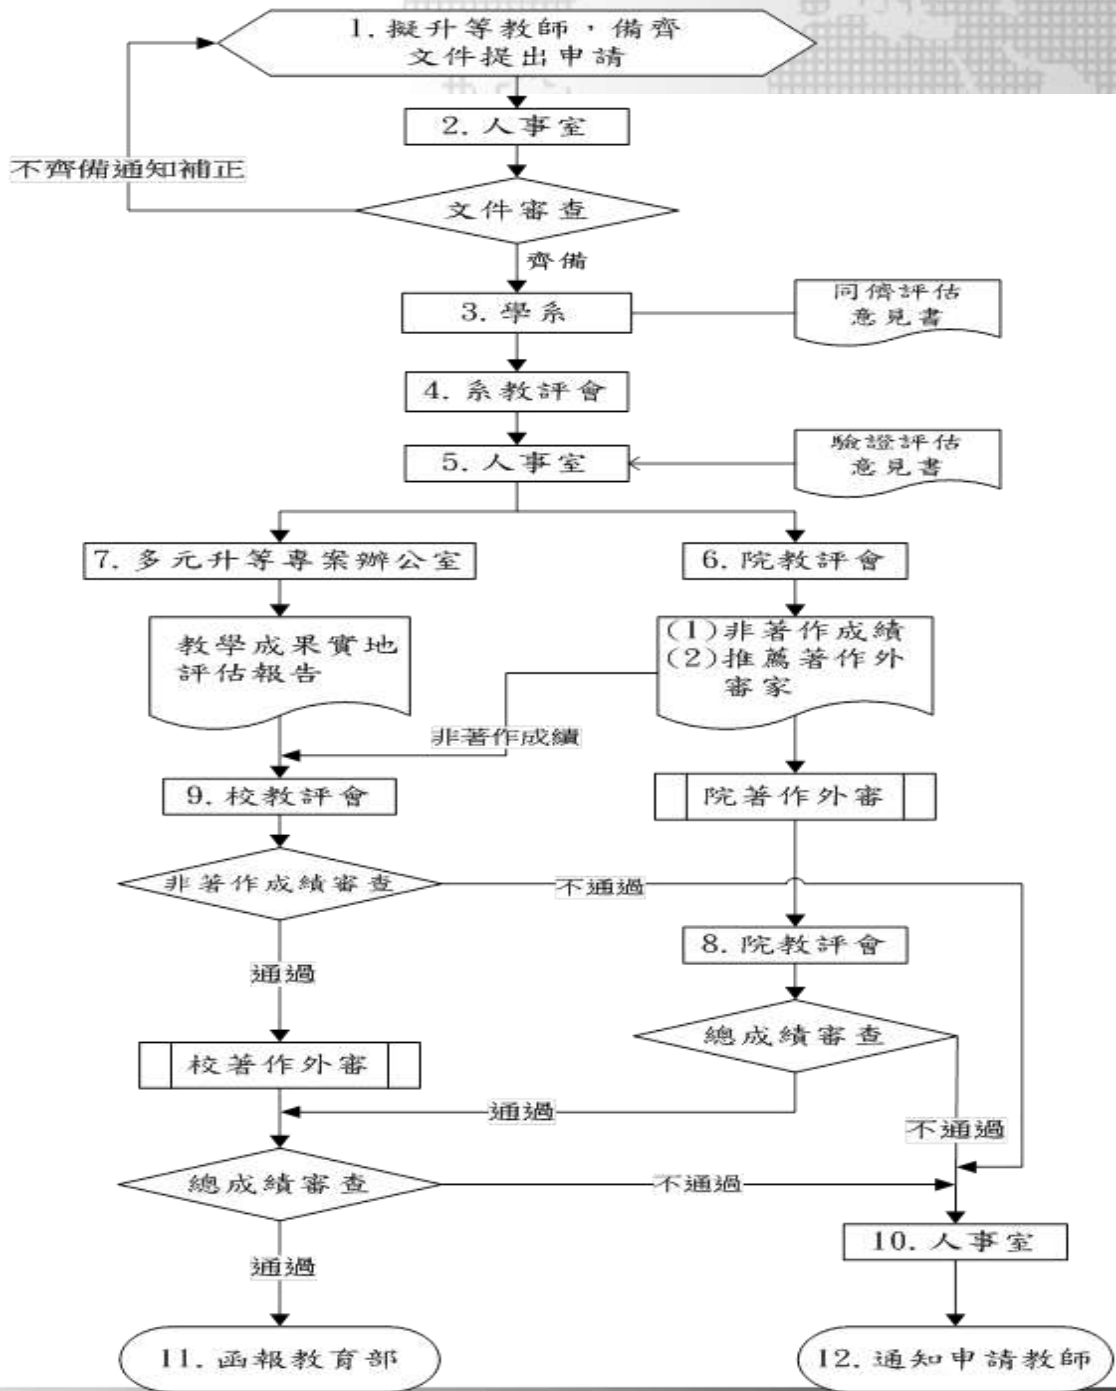 1. 擬升等教師，備齊
文件提出申請
2. 人事室
不齊備通知補正
文件審查
齊備
3. 學系
同儕評估
意見書
4. 系教評會
5. 人事室
驗證評估
意見書
7. 多元升等專案辦公室
6. 院教評會
教學成果實地
評估報告
(1)非著作成績
(2)推薦著作外
審家
非著作成績
9. 校教評會
院著作外審
非著作成績審查
不通過
8. 院教評會
通過
總成績審查
校著作外審
通過
不通過
總成績審查
不通過
10. 人事室
通過
11. 函報教育部
12. 通知申請教師